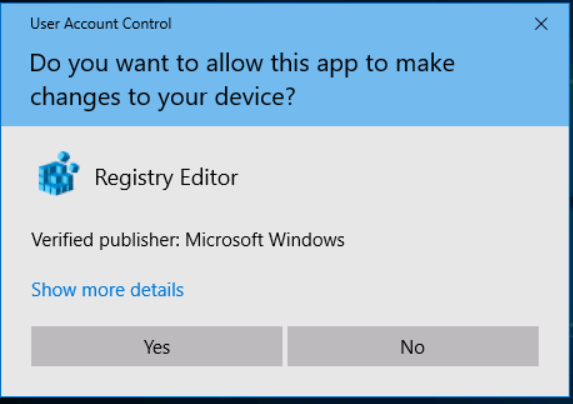 User Account Control
Do you want to allow this app to make
changes to your device?
Registry Editor
Verified publisher: Microsoft Windows
Show more details
Yes
No